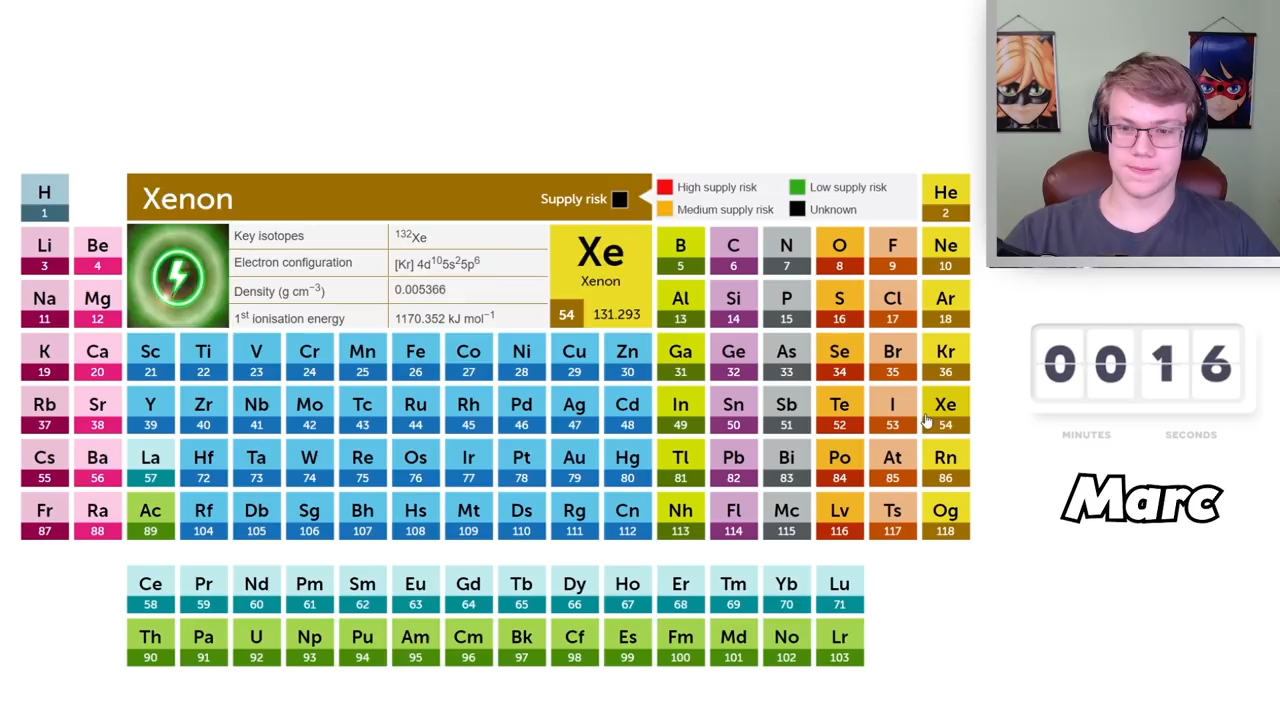 Xenon
Supply risk
High supply risk
Low supply risk
Medium supply risk
Unknown
H
1
He
2
Key isotopes
132Xe
Electron configuration
[Kr] 4d105s25p6
Density (g cm−3)
0.005366
1st ionisation energy
1170.352 kJ mol−1
Xe
Xenon
54
131.293
Li Be B C N O F Ne
3 4 5 6 7 8 9 10
Na Mg Al Si P S Cl Ar
11 12 13 14 15 16 17 18
K Ca Sc Ti V Cr Mn Fe Co Ni Cu Zn Ga Ge As Se Br Kr
19 20 21 22 23 24 25 26 27 28 29 30 31 32 33 34 35 36
Rb Sr Y Zr Nb Mo Tc Ru Rh Pd Ag Cd In Sn Sb Te I Xe
37 38 39 40 41 42 43 44 45 46 47 48 49 50 51 52 53 54
Cs Ba La Hf Ta W Re Os Ir Pt Au Hg Tl Pb Bi Po At Rn
55 56 57 72 73 74 75 76 77 78 79 80 81 82 83 84 85 86
Fr Ra Ac Rf Db Sg Bh Hs Mt Ds Rg Cn Nh Fl Mc Lv Ts Og
87 88 89 104 105 106 107 108 109 110 111 112 113 114 115 116 117 118
Ce Pr Nd Pm Sm Eu Gd Tb Dy Ho Er Tm Yb Lu
58 59 60 61 62 63 64 65 66 67 68 69 70 71
Th Pa U Np Pu Am Cm Bk Cf Es Fm Md No Lr
90 91 92 93 94 95 96 97 98 99 100 101 102 103
00 16
MINUTES SECONDS
Marc